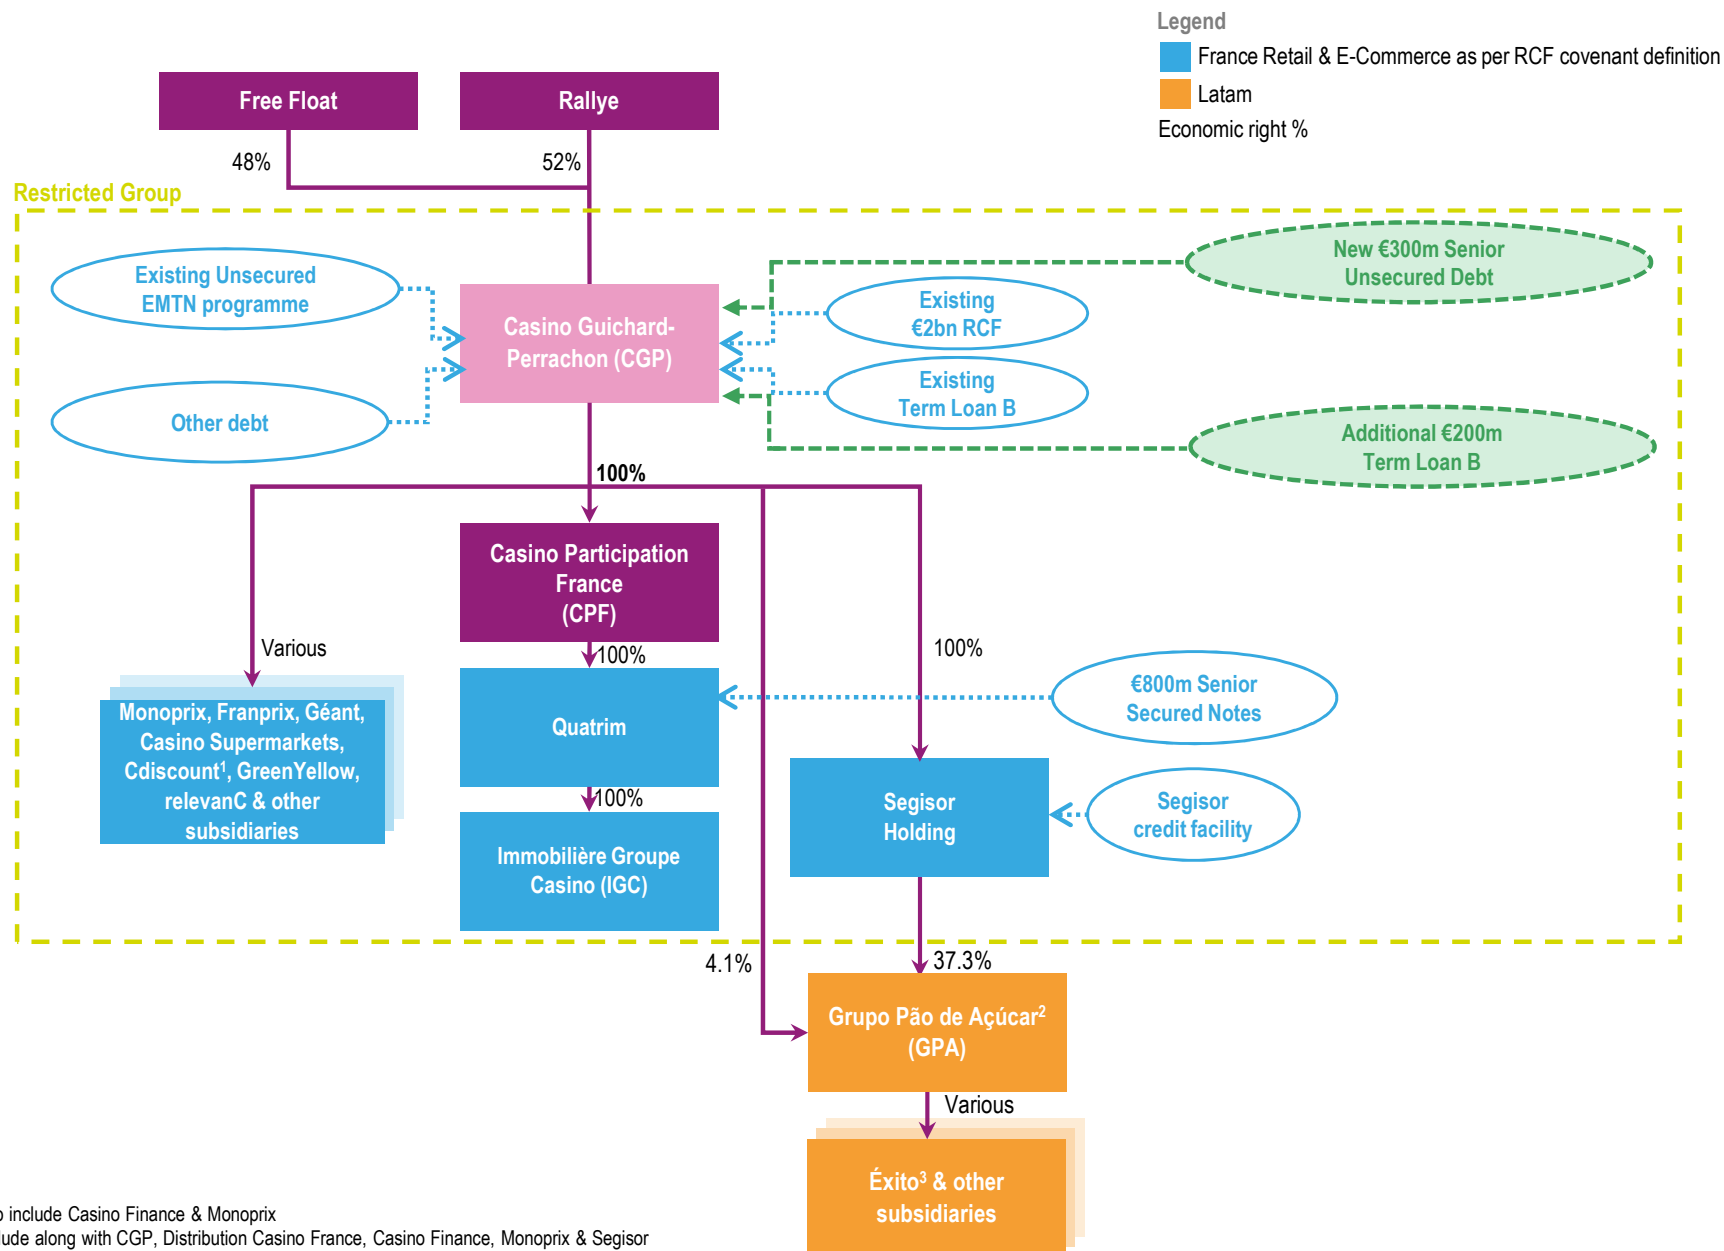 Legend
France Retail & E-Commerce as per RCF covenant definition
Latam
Economic right %
Free Float
Rallye
48%
52%
Restricted Group
Existing Unsecured
EMTN programme
Other debt
Casino Guichard-
Perrachon (CGP)
Existing
€2bn RCF
Existing
Term Loan B
New €300m Senior
Unsecured Debt
Additional €200m
Term Loan B
100%
Casino Participation
France
(CPF)
Various
100%
100%
Monoprix, Franprix, Géant,
Casino Supermarkets,
Cdiscount¹, GreenYellow,
relevanC & other
subsidiaries
Quatrim
€800m Senior
Secured Notes
100%
Immobilière Groupe
Casino (IGC)
Segisor
Holding
Segisor
credit facility
4.1%
37.3%
Grupo Pão de Açúcar²
(GPA)
Various
Éxito³ & other
subsidiaries
include Casino Finance & Monoprix
along with CGP, Distribution Casino France, Casino Finance, Monoprix & Segisor